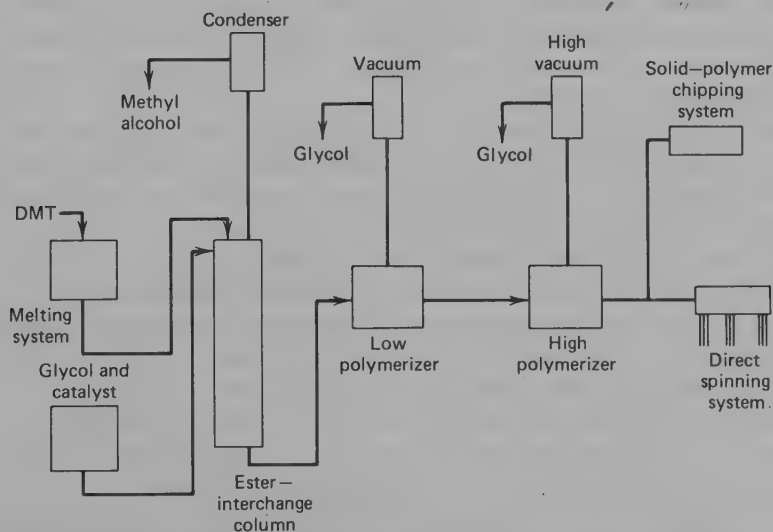 Condenser
Methyl
alcohol
Vacuum
Glycol
High
vacuum
Glycol
Solid—polymer
chipping
system
DMT
Melting
system
Glycol and
catalyst
Ester—
interchange
column
Low
polymerizer
High
polymerizer
Direct
spinning
system